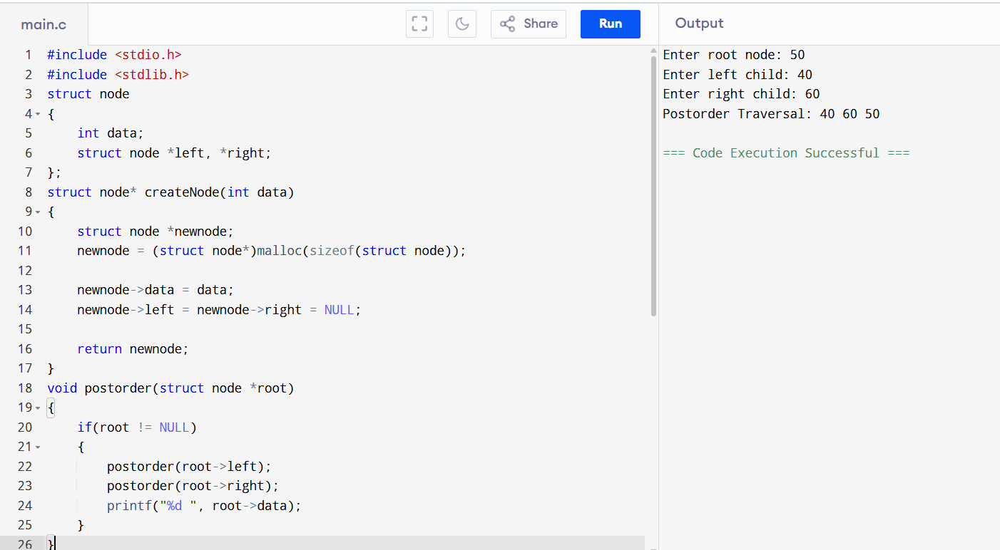 main.c
Share
Run
Output
1 #include <stdio.h>
2 #include <stdlib.h>
3 struct node
4 {
5     int data;
6     struct node *left, *right;
7 };
8 struct node* createNode(int data)
9 {
10     struct node *newnode;
11     newnode = (struct node*)malloc(sizeof(struct node));
12
13     newnode->data = data;
14     newnode->left = newnode->right = NULL;
15
16     return newnode;
17 }
18 void postorder(struct node *root)
19 {
20     if(root != NULL)
21     {
22         postorder(root->left);
23         postorder(root->right);
24         printf("%d ", root->data);
25     }
26 }
Enter root node: 50
Enter left child: 40
Enter right child: 60
Postorder Traversal: 40 60 50
=== Code Execution Successful ===